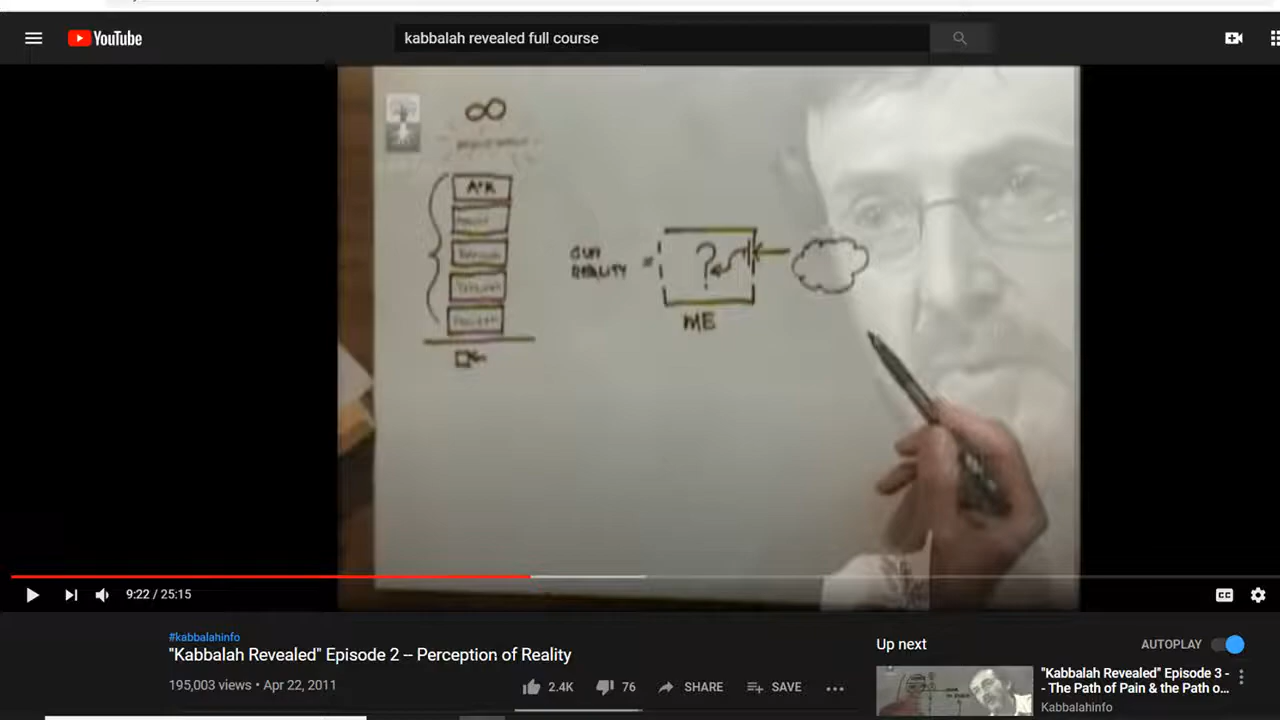 YouTube
kabbalah revealed full course
∞
A*K
OUR
REALITY
=
?
ME
9:22 / 25:15
CC
#kabbalahinfo
"Kabbalah Revealed" Episode 2 -- Perception of Reality
195,003 views • Apr 22, 2011
2.4K
76
SHARE
SAVE
Up next
AUTOPLAY
"Kabbalah Revealed" Episode 3 -
- The Path of Pain & the Path o...
Kabbalahinfo